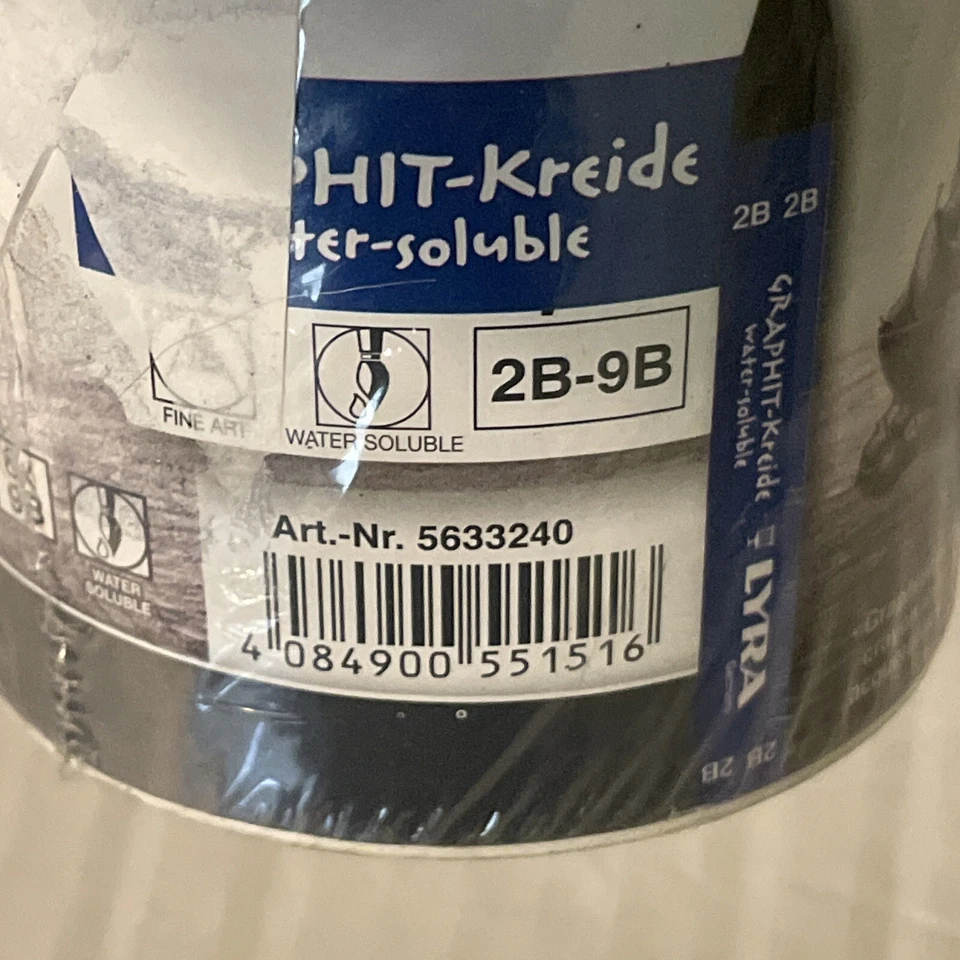 PHIT-Kreide
ter-soluble
2B 2B
GRAPHIT-Kreide
water-soluble
LYRA
2B 2B
2B-9B
FINE ART
WATER SOLUBLE
9B
WATER
SOLUBLE
Art.-Nr. 5633240
4 084900 551516